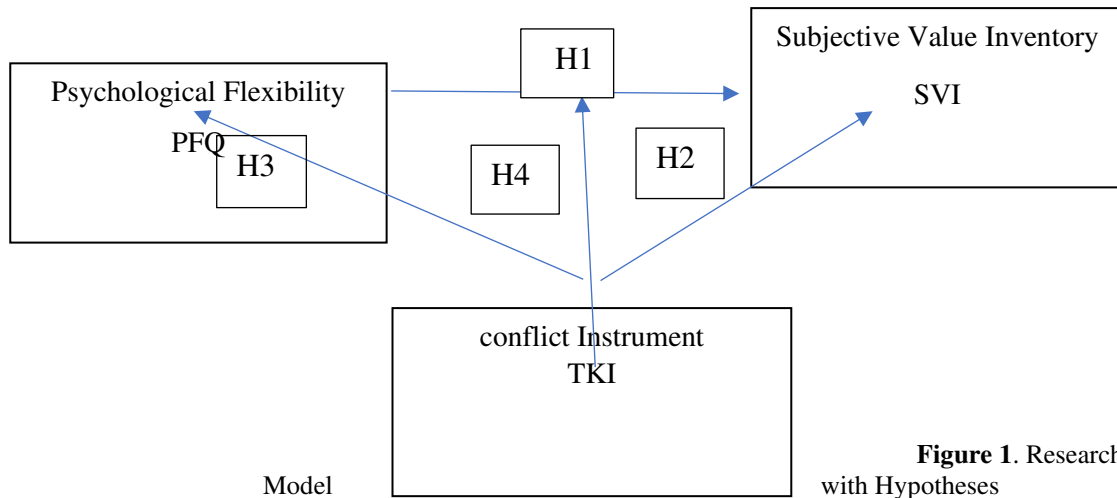 Subjective Value Inventory
SVI
H1
Psychological Flexibility
PFQ
H3
H4
H2
conflict Instrument
TKI
Figure 1. Research
Model with Hypotheses